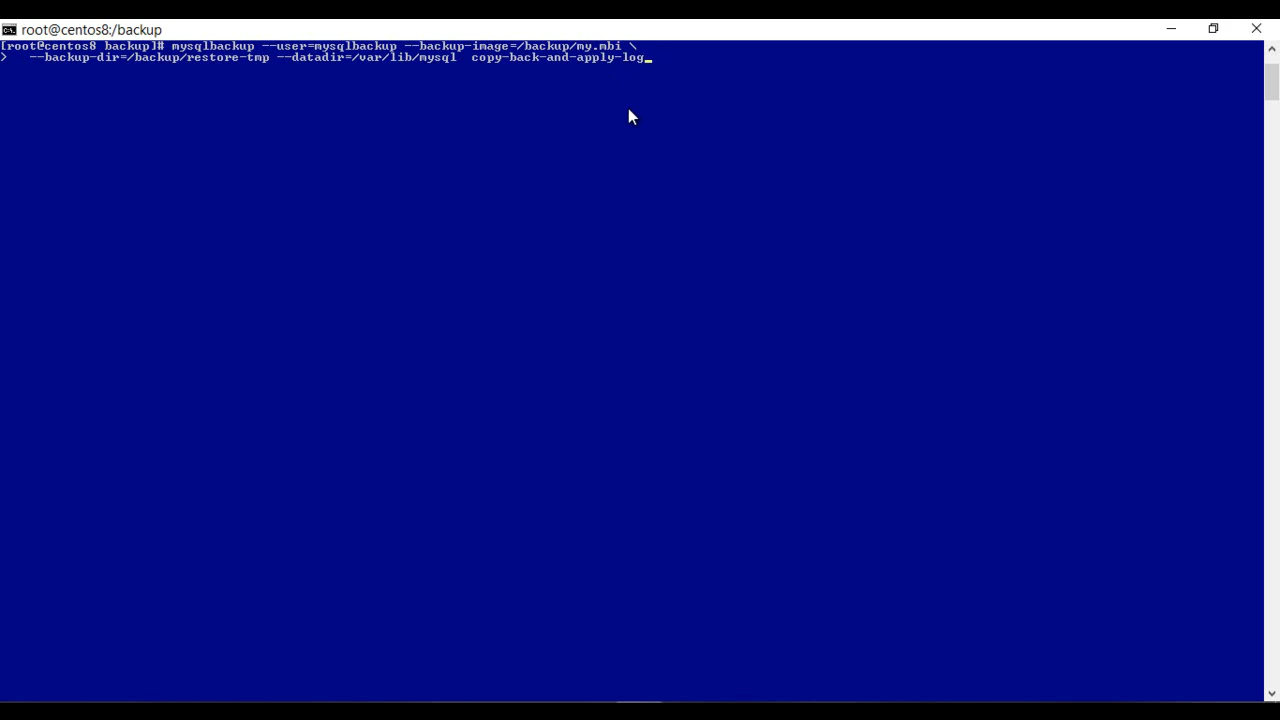 root@centos8:/backup
[root@centos8 backup]# mysqlbackup --user=mysqlbackup --backup-image=/backup/my.mbi \
>   --backup-dir=/backup/restore-tmp --datadir=/var/lib/mysql  copy-back-and-apply-log